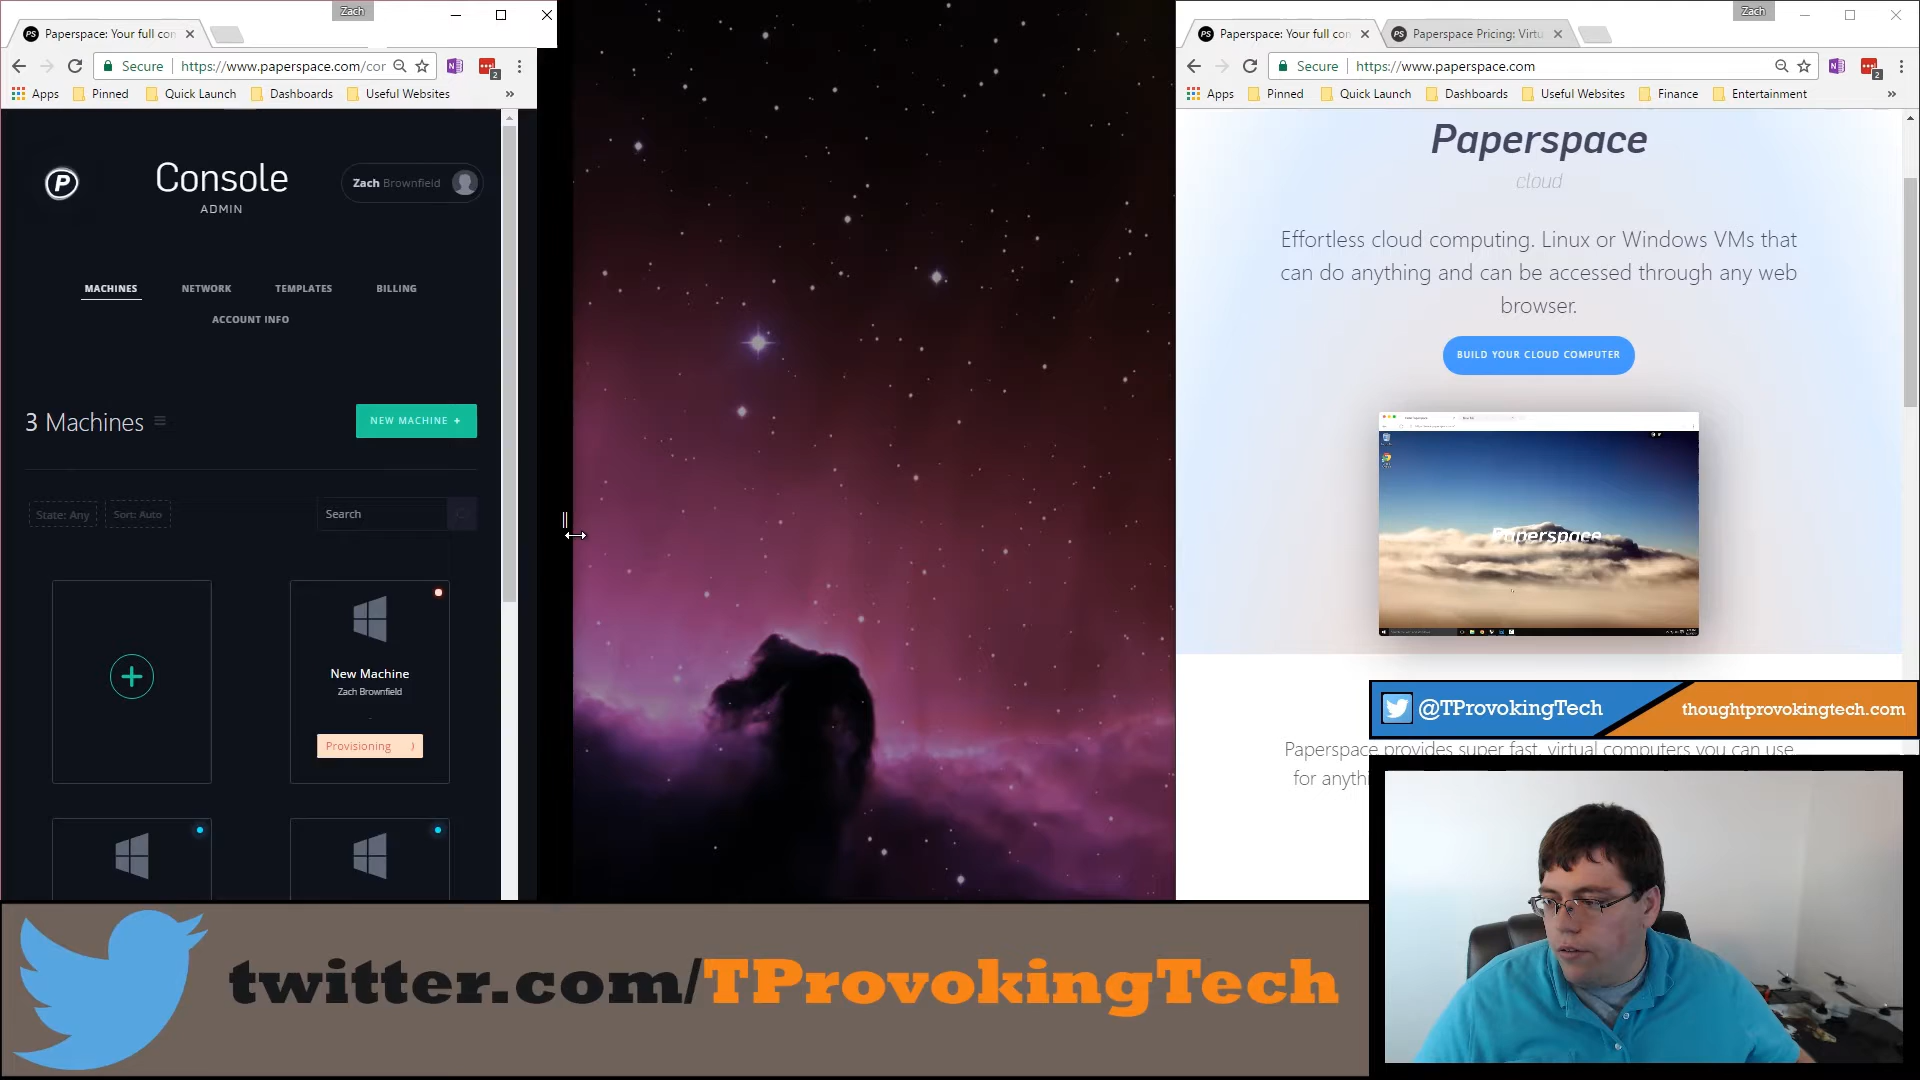 Zach
Paperspace: Your full con
Secure
https://www.paperspace.com/cor
2
Apps
Pinned
Quick Launch
Dashboards
Useful Websites
»
P
Console
ADMIN
Zach Brownfield
MACHINES
NETWORK
TEMPLATES
BILLING
ACCOUNT INFO
3 Machines
NEW MACHINE +
State: Any
Sort: Auto
Search
New Machine
Zach Brownfield
Provisioning
Zach
Paperspace: Your full con
Paperspace Pricing: Virtu
Secure
https://www.paperspace.com
2
Apps
Pinned
Quick Launch
Dashboards
Useful Websites
Finance
Entertainment
»
Paperspace
cloud
Effortless cloud computing. Linux or Windows VMs that
can do anything and can be accessed through any web
browser.
BUILD YOUR CLOUD COMPUTER
Paperspace
@TProvokingTech
thoughtprovokingtech.com
Paperspace provides super fast, virtual computers you can use
for
twitter.com/TProvokingTech